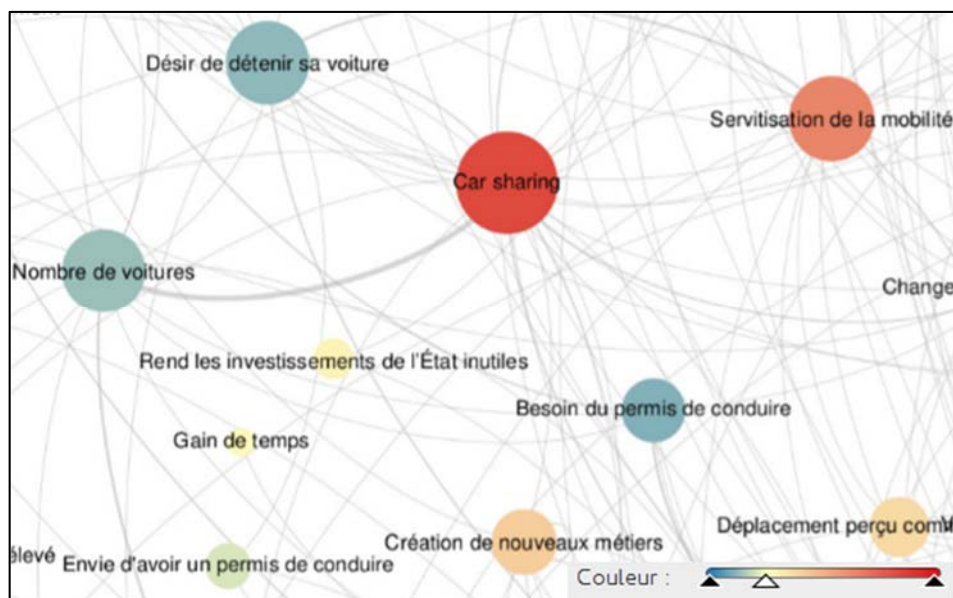 Désir de détenir sa voiture
Servitisation de la mobilité
Car sharing
Nombre de voitures
Change
Rend les investissements de l'État inutiles
Besoin du permis de conduire
Gain de temps
Déplacement perçu comm
Création de nouveaux métiers
élevé
Envie d'avoir un permis de conduire
Couleur :